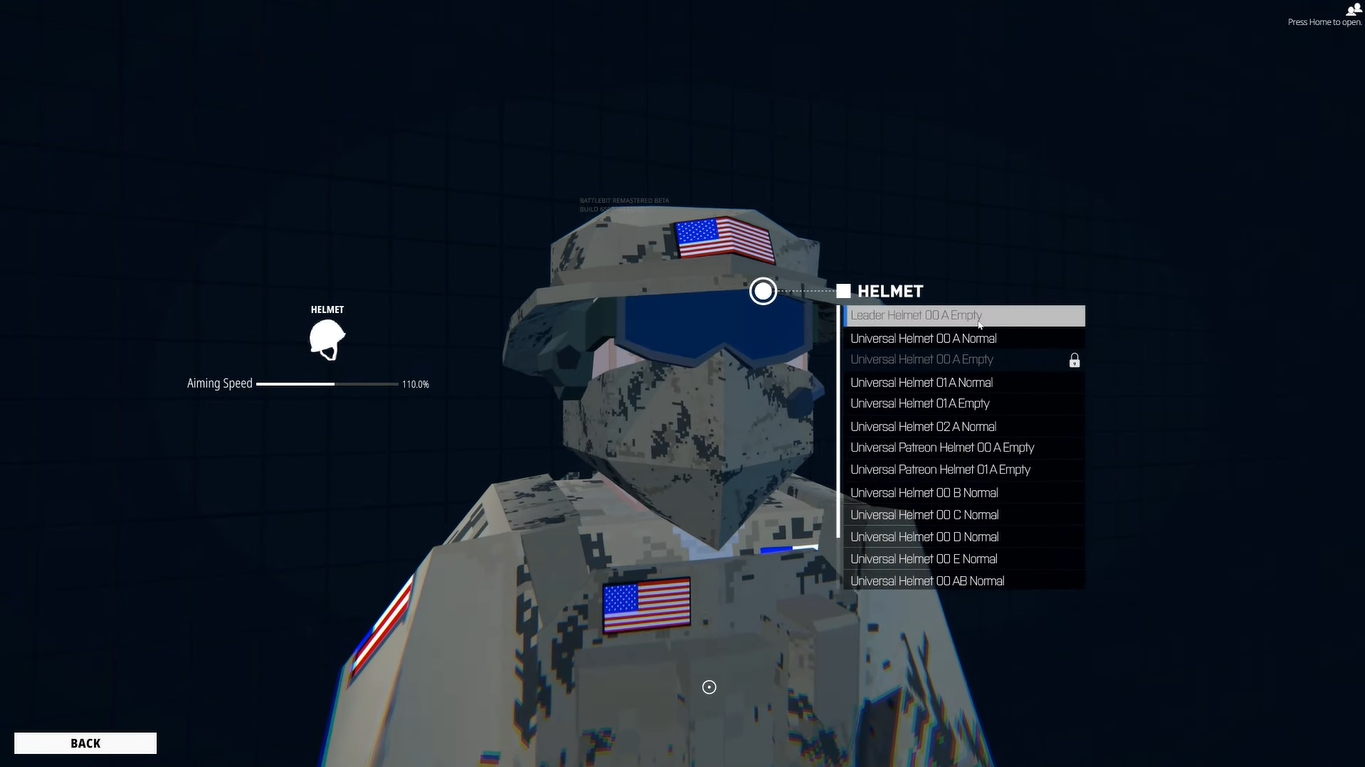 Press Home to open.
BATTLEBIT REMASTERED BETA
BUILD
HELMET
Aiming Speed 110.0%
HELMET
Leader Helmet 00 A Empty
Universal Helmet 00 A Normal
Universal Helmet 00 A Empty
Universal Helmet 01 A Normal
Universal Helmet 01 A Empty
Universal Helmet 02 A Normal
Universal Patreon Helmet 00 A Empty
Universal Patreon Helmet 01 A Empty
Universal Helmet 00 B Normal
Universal Helmet 00 C Normal
Universal Helmet 00 D Normal
Universal Helmet 00 E Normal
Universal Helmet 00 AB Normal
BACK